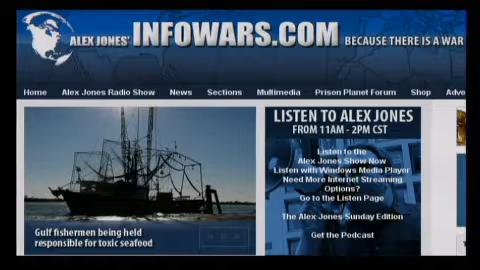 ALEX JONES' INFOWARS.COM BECAUSE THERE IS A WAR
Home Alex Jones Radio Show News Sections Multimedia Prison Planet Forum Shop Adve
LISTEN TO ALEX JONES
FROM 11AM - 2PM CST
Listen to the
Alex Jones Show Now
Listen with Windows Media Player
Need More Internet Streaming
Options?
Go to the Listen Page
The Alex Jones Sunday Edition
Get the Podcast
Gulf fishermen being held
responsible for toxic seafood